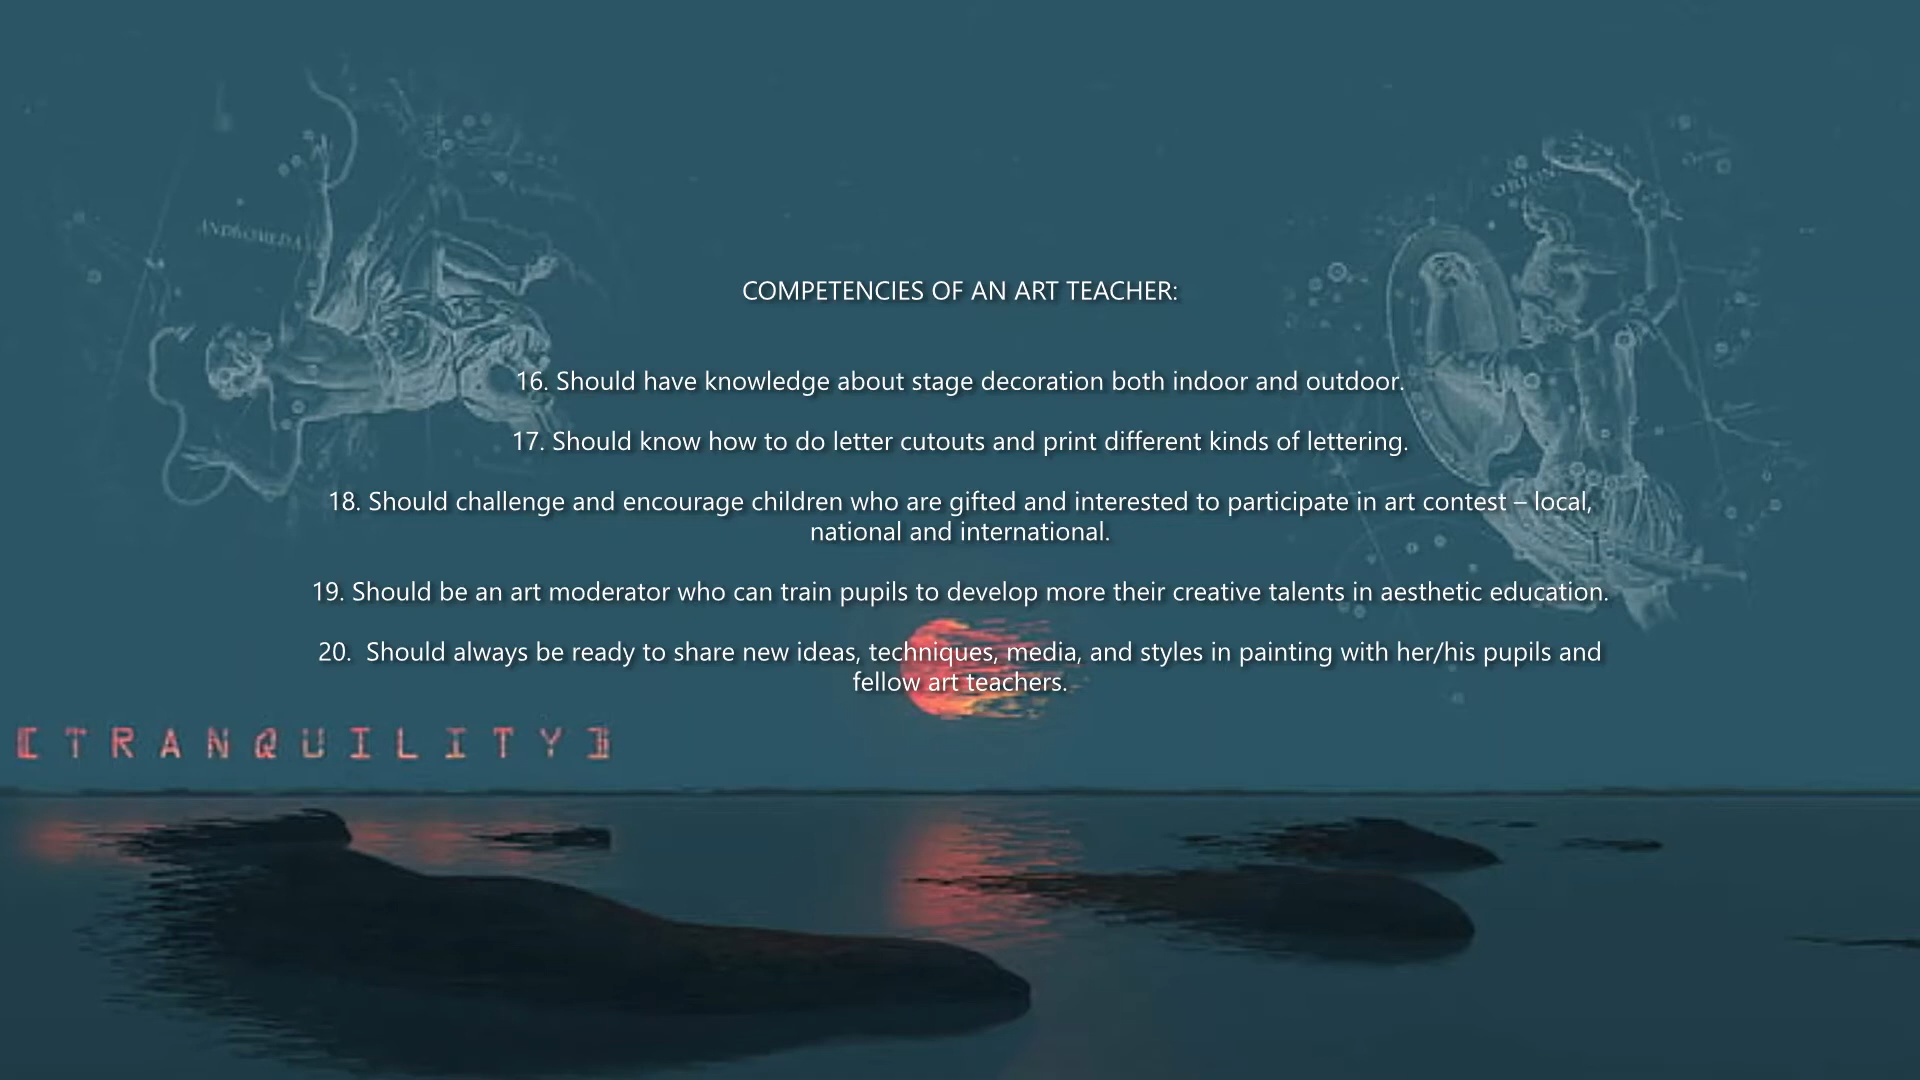 ANDROMEDA
ORION
COMPETENCIES OF AN ART TEACHER:
16. Should have knowledge about stage decoration both indoor and outdoor.
17. Should know how to do letter cutouts and print different kinds of lettering.
18. Should challenge and encourage children who are gifted and interested to participate in art contest – local,
national and international.
19. Should be an art moderator who can train pupils to develop more their creative talents in aesthetic education.
20.  Should always be ready to share new ideas, techniques, media, and styles in painting with her/his pupils and
fellow art teachers.
[TRANQUILITY]